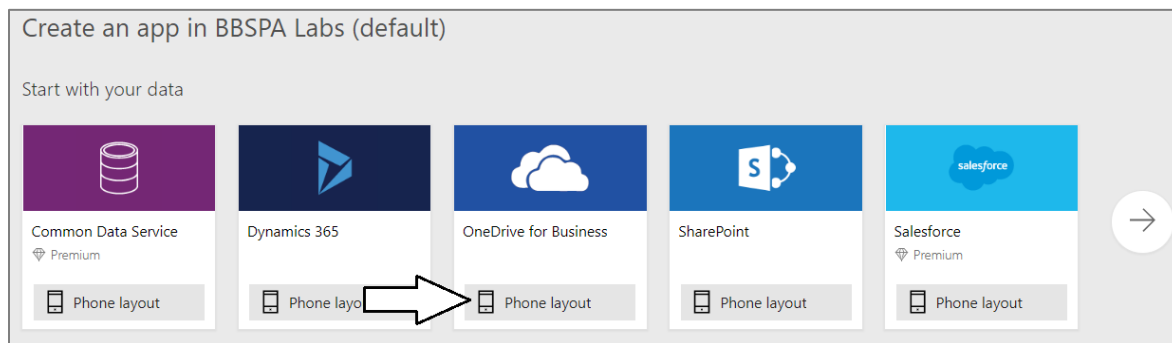 Create an app in BBSPA Labs (default)
Start with your data
S
salesforce
Common Data Service
Premium
Dynamics 365
OneDrive for Business
SharePoint
Salesforce
Premium
Phone layout
Phone layo
Phone layout
Phone layout
Phone layout